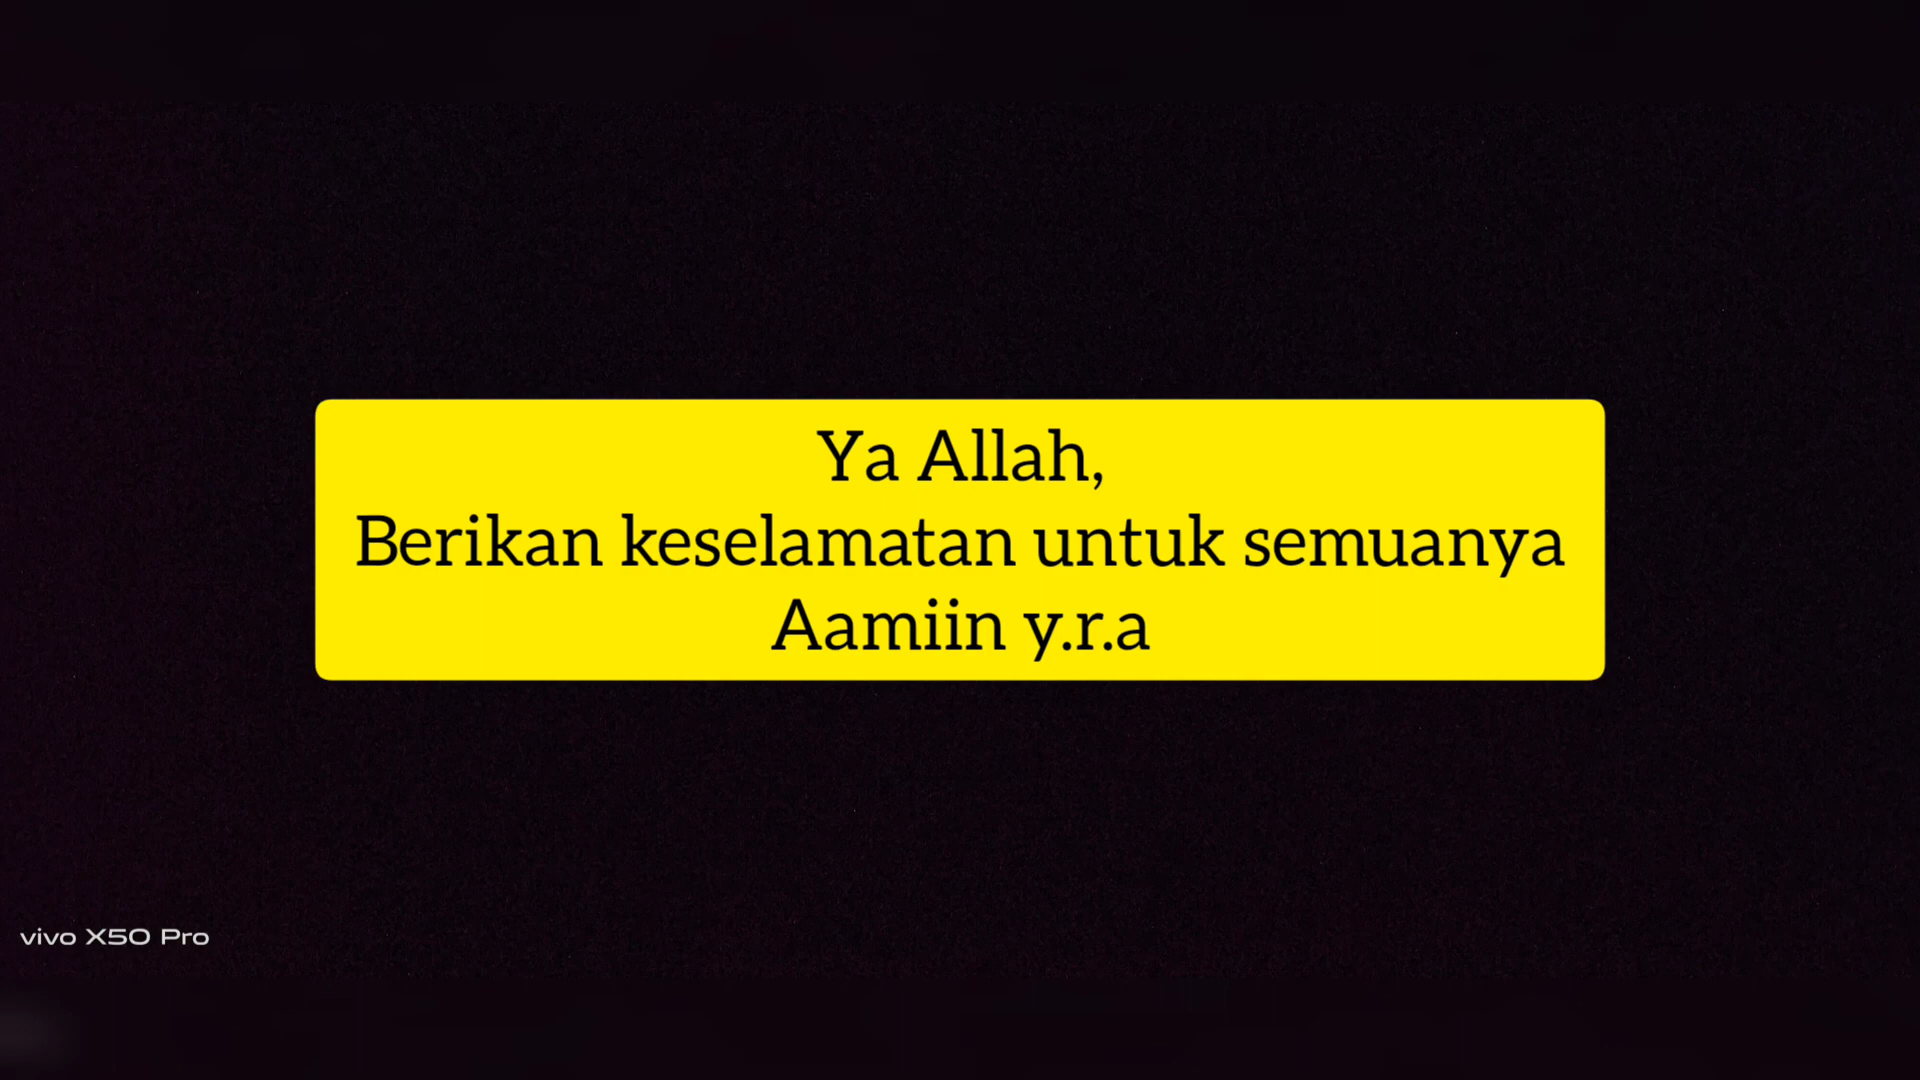 Ya Allah,
Berikan keselamatan untuk semuanya
Aamiin y.r.a
vivo X50 Pro